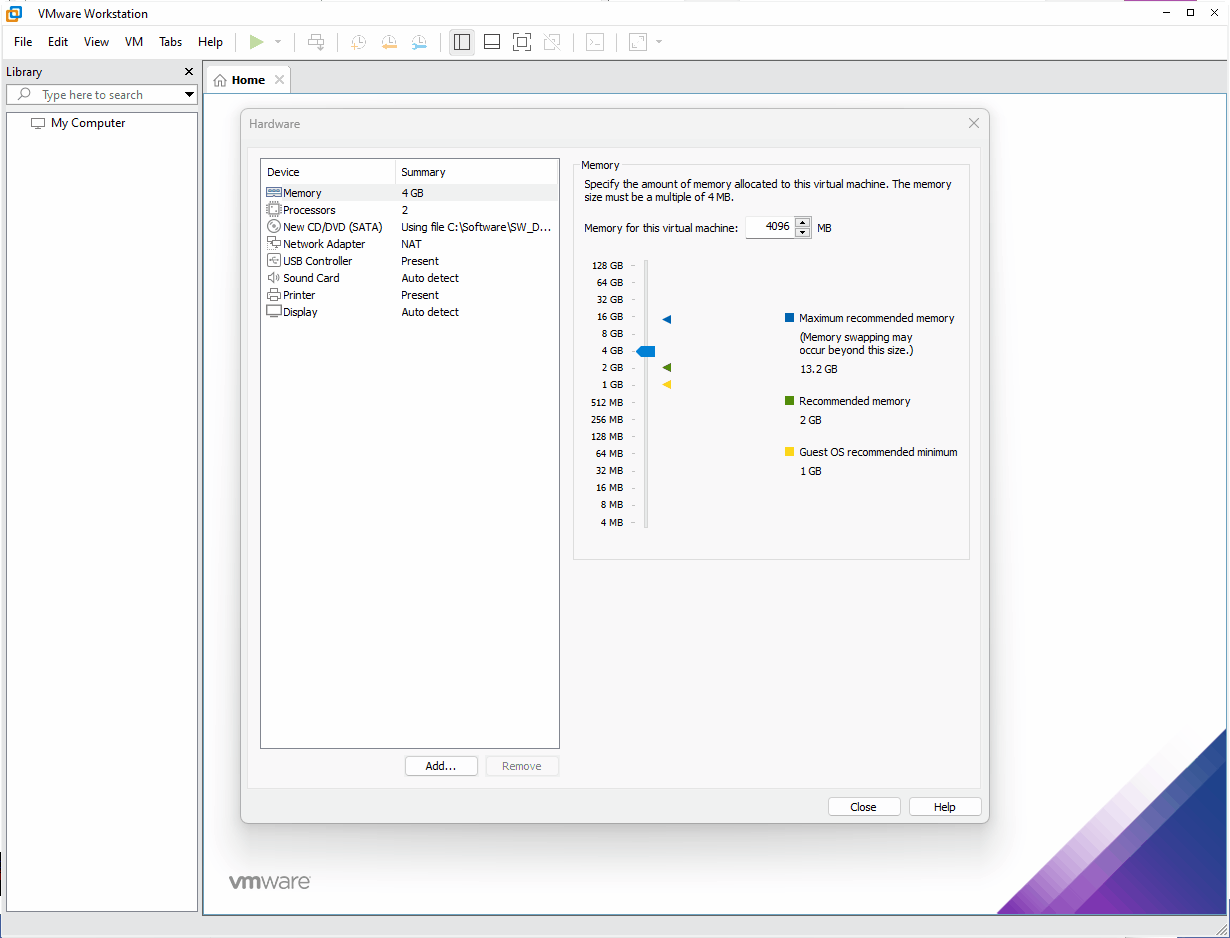 VMware Workstation
File Edit View VM Tabs Help
Library
Type here to search
My Computer
Home
Hardware
Device Summary
Memory 4 GB
Processors 2
New CD/DVD (SATA) Using file C:\Software\SW_D...
Network Adapter NAT
USB Controller Present
Sound Card Auto detect
Printer Present
Display Auto detect
Add... Remove
Memory
Specify the amount of memory allocated to this virtual machine. The memory
size must be a multiple of 4 MB.
Memory for this virtual machine: 4096 MB
128 GB
64 GB
32 GB
16 GB
8 GB
4 GB
2 GB
1 GB
512 MB
256 MB
128 MB
64 MB
32 MB
16 MB
8 MB
4 MB
Maximum recommended memory
(Memory swapping may
occur beyond this size.)
13.2 GB
Recommended memory
2 GB
Guest OS recommended minimum
1 GB
Close Help
vmware